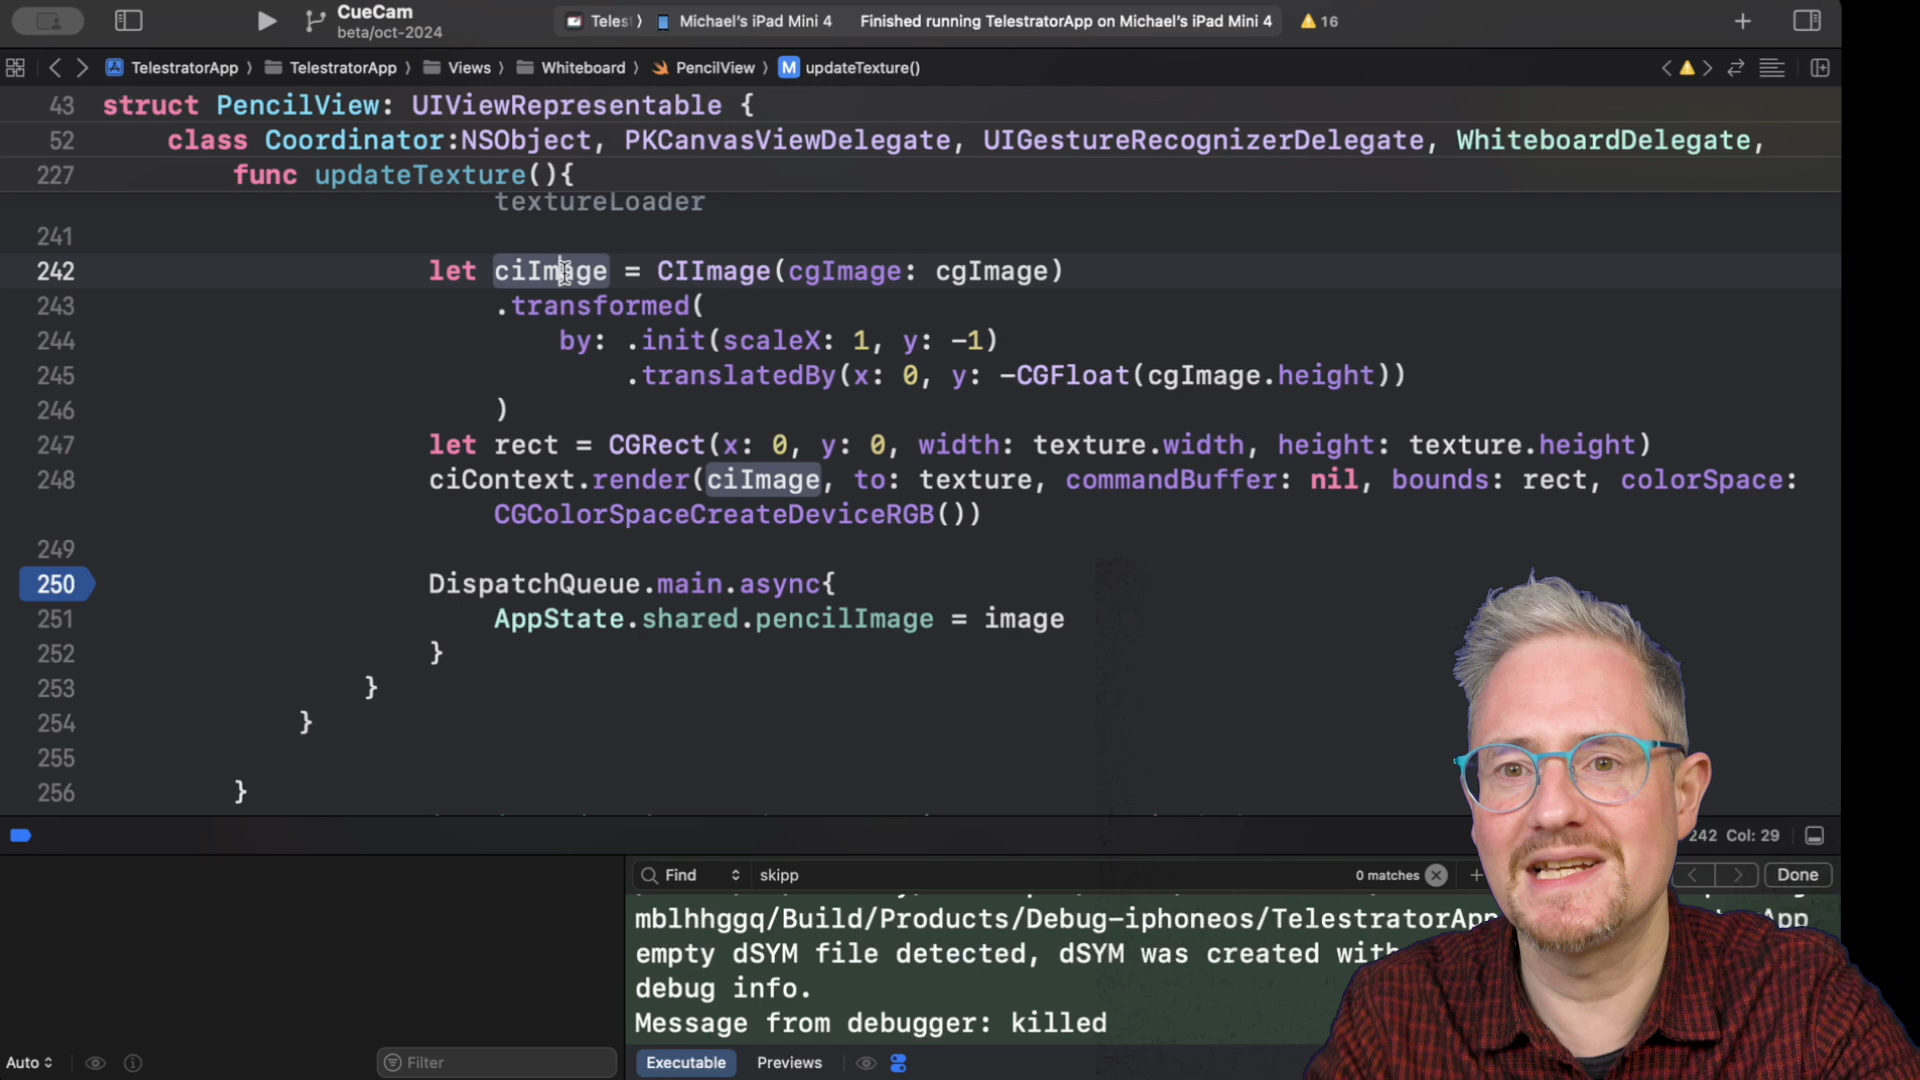 CueCam
beta/oct-2024
Teles
Michael's iPad Mini 4
Finished running TelestratorApp on Michael's iPad Mini 4
16
TelestratorApp
TelestratorApp
Views
Whiteboard
PencilView
M
updateTexture()
43 struct PencilView: UIViewRepresentable {
52 class Coordinator:NSObject, PKCanvasViewDelegate, UIGestureRecognizerDelegate, WhiteboardDelegate,
227 func updateTexture(){
textureLoader
241
242 let ciImage = CIImage(cgImage: cgImage)
243 .transformed(
244 by: .init(scaleX: 1, y: -1)
245 .translatedBy(x: 0, y: -CGFloat(cgImage.height))
246 )
247 let rect = CGRect(x: 0, y: 0, width: texture.width, height: texture.height)
248 ciContext.render(ciImage, to: texture, commandBuffer: nil, bounds: rect, colorSpace:
CGColorSpaceCreateDeviceRGB())
249
250 DispatchQueue.main.async{
251 AppState.shared.pencilImage = image
252 }
253 }
254 }
255
256 }
242 Col: 29
Find
skipp
0 matches
Done
mblhhggq/Build/Products/Debug-iphoneos/TelestratorApp
empty dSYM file detected, dSYM was created with
debug info.
Message from debugger: killed
Auto
Filter
Executable
Previews